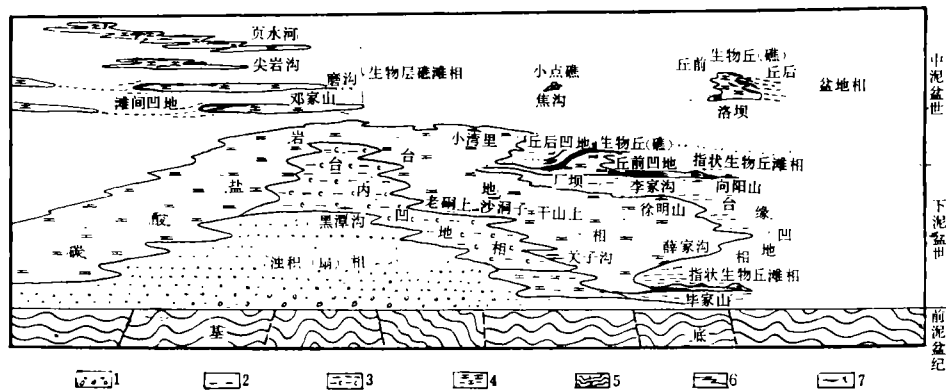 页水河
尖岩沟
磨沟 生物层礁滩相
滩间凹地 邓家山
小点礁
焦沟
生物丘(礁)
丘前 丘后
洛坝
盆地相
中泥盆世
小湾里
丘后凹地 生物丘(礁)
丘前凹地 指状生物丘滩相
厂坝 李家沟 向阳山
碳酸盐岩台地相
台内凹地相
老硐上 沙洞子 干山上
徐明山
台缘凹地相
黑潭沟
关子沟
薛家沟
浊积(扇)相
指状生物丘滩相
毕家山
下泥盆世
基底
前泥盆纪
1 2 3 4 5 6 7